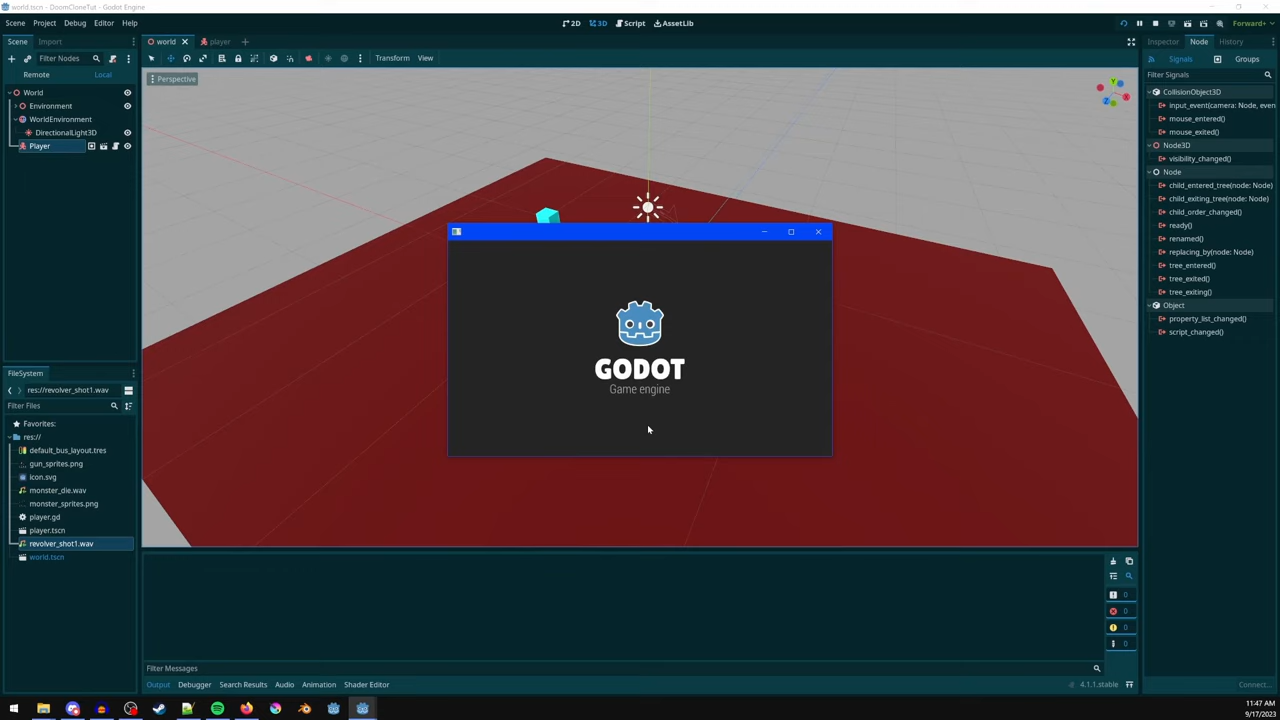 world.tscn - DoomCloneTut - Godot Engine
Scene Project Debug Editor Help
2D 3D Script AssetLib
Forward+
Scene Import
world player
Inspector Node History
Filter Nodes
Transform View
Signals Groups
Remote Local
Perspective
Filter Signals
World
Environment
WorldEnvironment
DirectionalLight3D
Player
CollisionObject3D
input_event(camera: Node, even
mouse_entered()
mouse_exited()
Node3D
visibility_changed()
Node
child_entered_tree(node: Node)
child_exiting_tree(node: Node)
child_order_changed()
ready()
renamed()
replacing_by(node: Node)
tree_entered()
tree_exited()
tree_exiting()
Object
property_list_changed()
script_changed()
GODOT
Game engine
FileSystem
res://revolver_shot1.wav
Filter Files
Favorites:
res://
default_bus_layout.tres
gun_sprites.png
icon.svg
monster_die.wav
monster_sprites.png
player.gd
player.tscn
revolver_shot1.wav
world.tscn
0
0
0
0
Filter Messages
Output Debugger Search Results Audio Animation Shader Editor
4.1.1.stable
Connect...
11:47 AM
9/17/2023